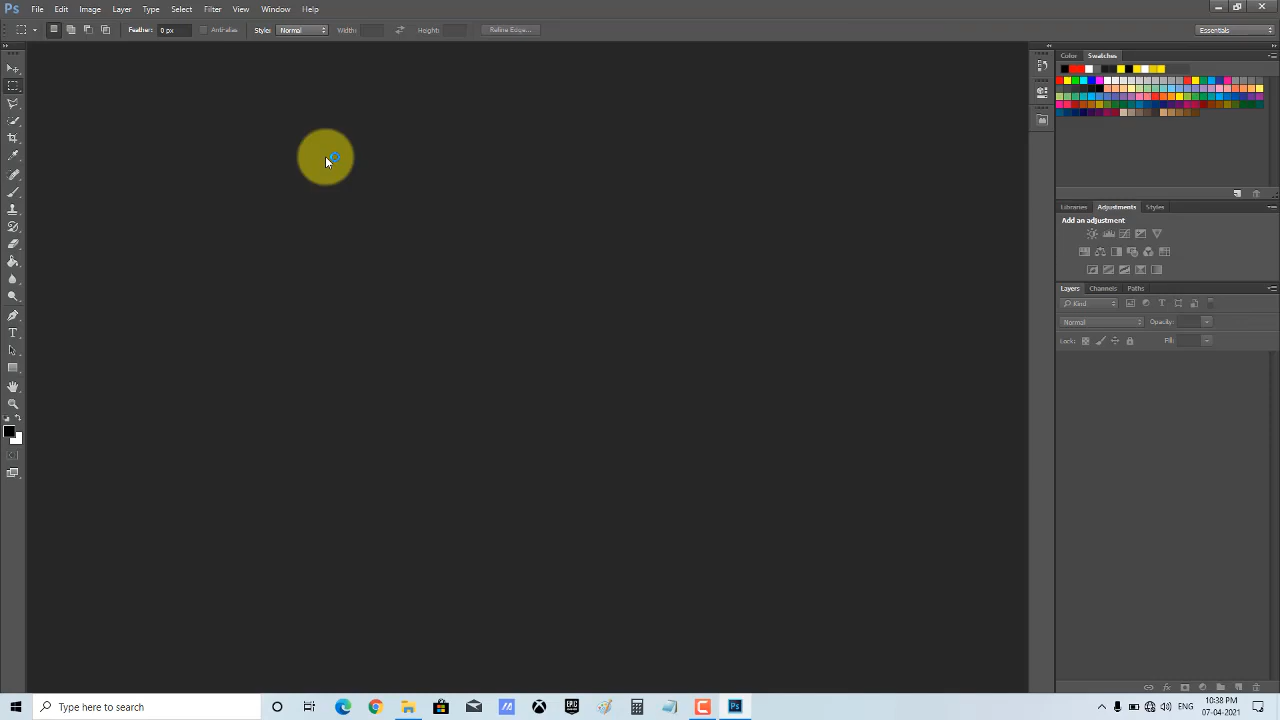 Ps File Edit Image Layer Type Select Filter View Window Help
Feather: 0 px Anti-alias Style: Normal Width: Height: Refine Edge... Essentials
Color Swatches
Libraries Adjustments Styles
Add an adjustment
Layers Channels Paths
Kind
Normal Opacity:
Lock: Fill:
Type here to search
EPIC
Ps
ENG
10:38 PM
07-04-2021